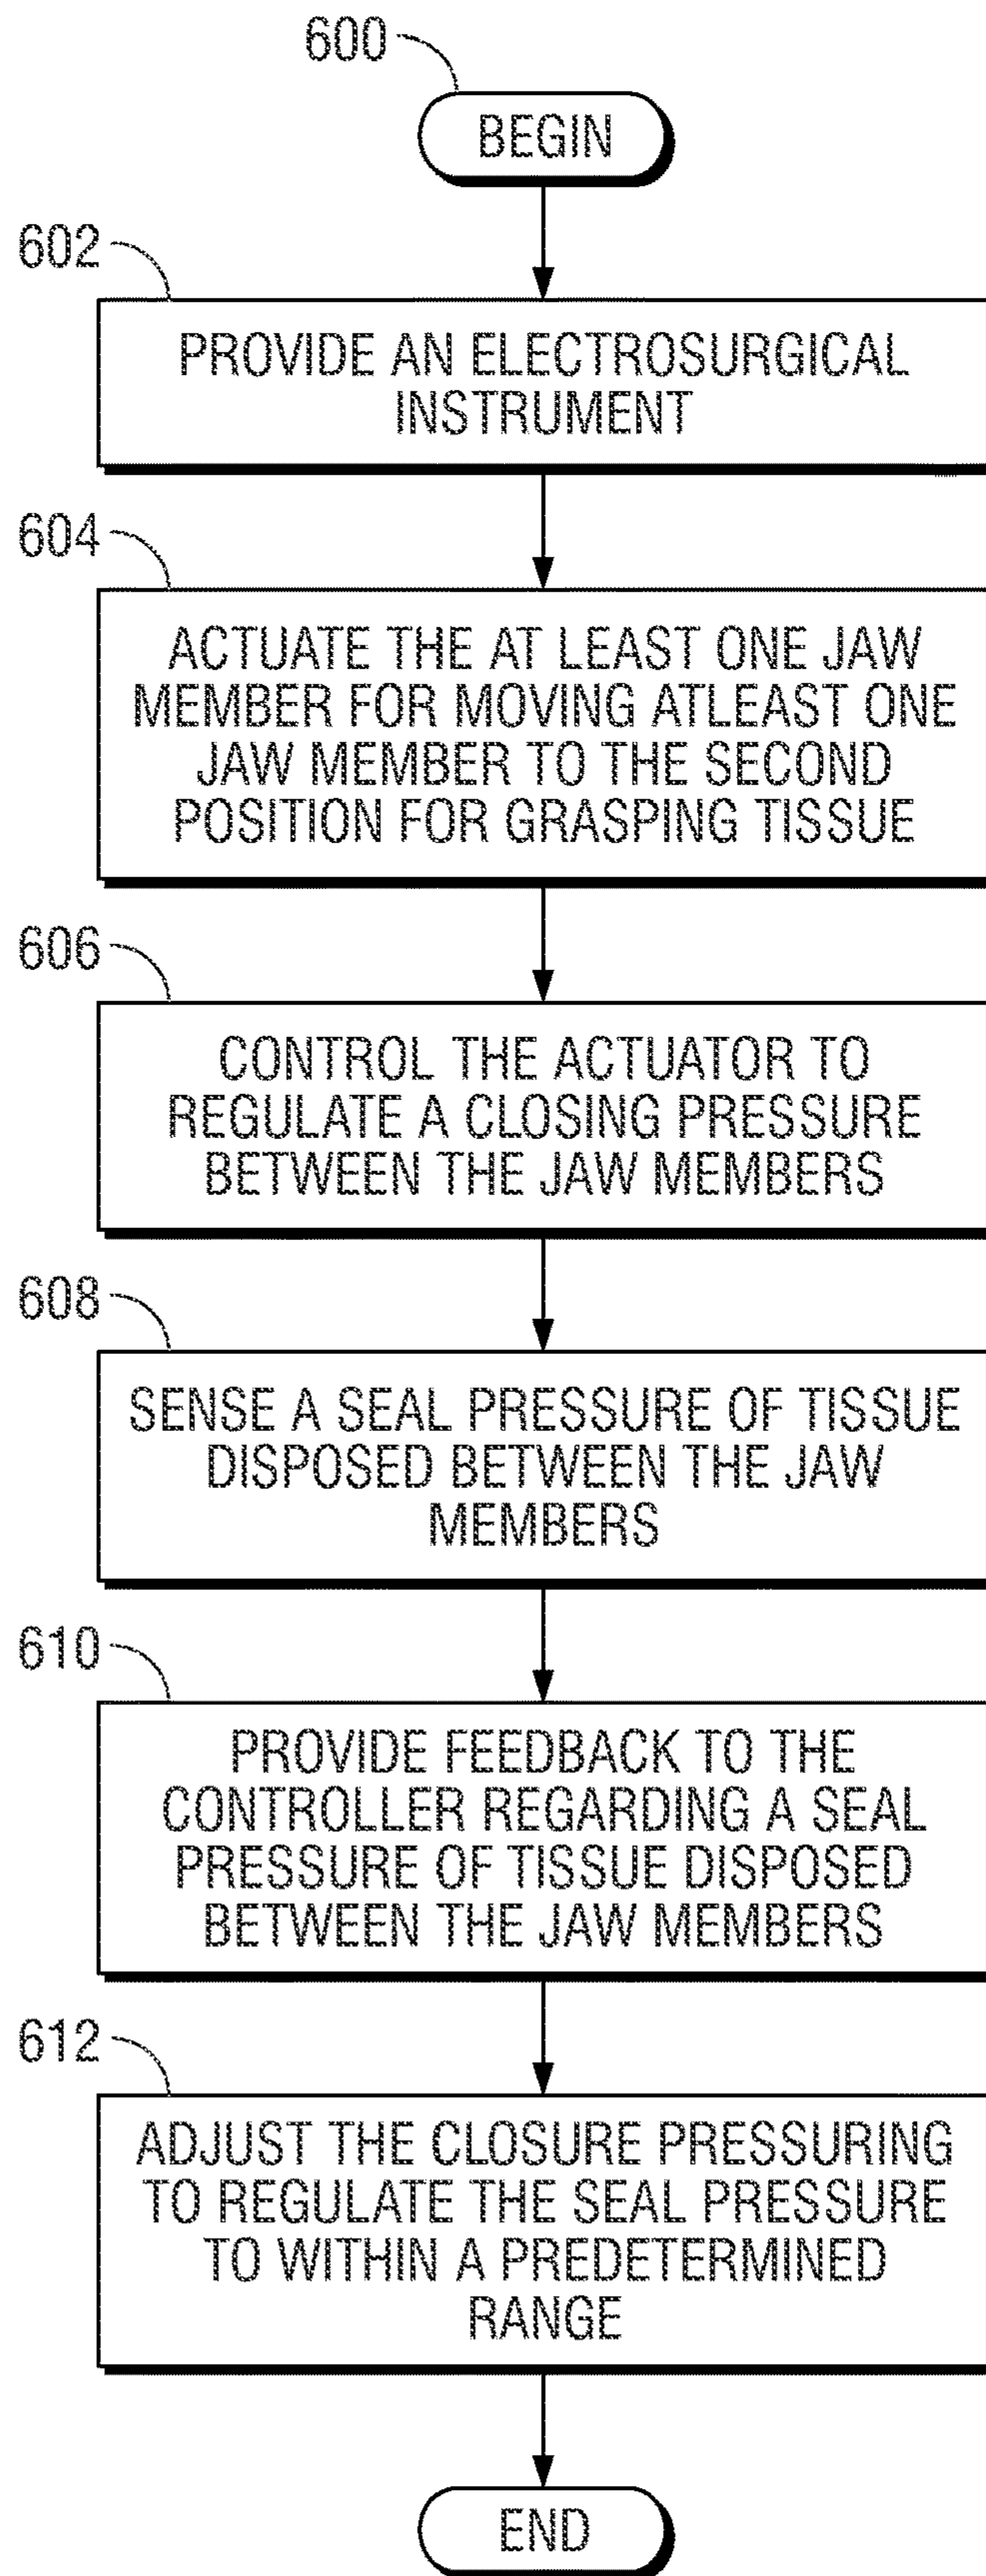 600
BEGIN
602
PROVIDE AN ELECTROSURGICAL
INSTRUMENT
604
ACTUATE THE AT LEAST ONE JAW
MEMBER FOR MOVING ATLEAST ONE
JAW MEMBER TO THE SECOND
POSITION FOR GRASPING TISSUE
606
CONTROL THE ACTUATOR TO
REGULATE A CLOSING PRESSURE
BETWEEN THE JAW MEMBERS
608
SENSE A SEAL PRESSURE OF TISSUE
DISPOSED BETWEEN THE JAW
MEMBERS
610
PROVIDE FEEDBACK TO THE
CONTROLLER REGARDING A SEAL
PRESSURE OF TISSUE DISPOSED
BETWEEN THE JAW MEMBERS
612
ADJUST THE CLOSURE PRESSURING
TO REGULATE THE SEAL PRESSURE
TO WITHIN A PREDETERMINED
RANGE
END